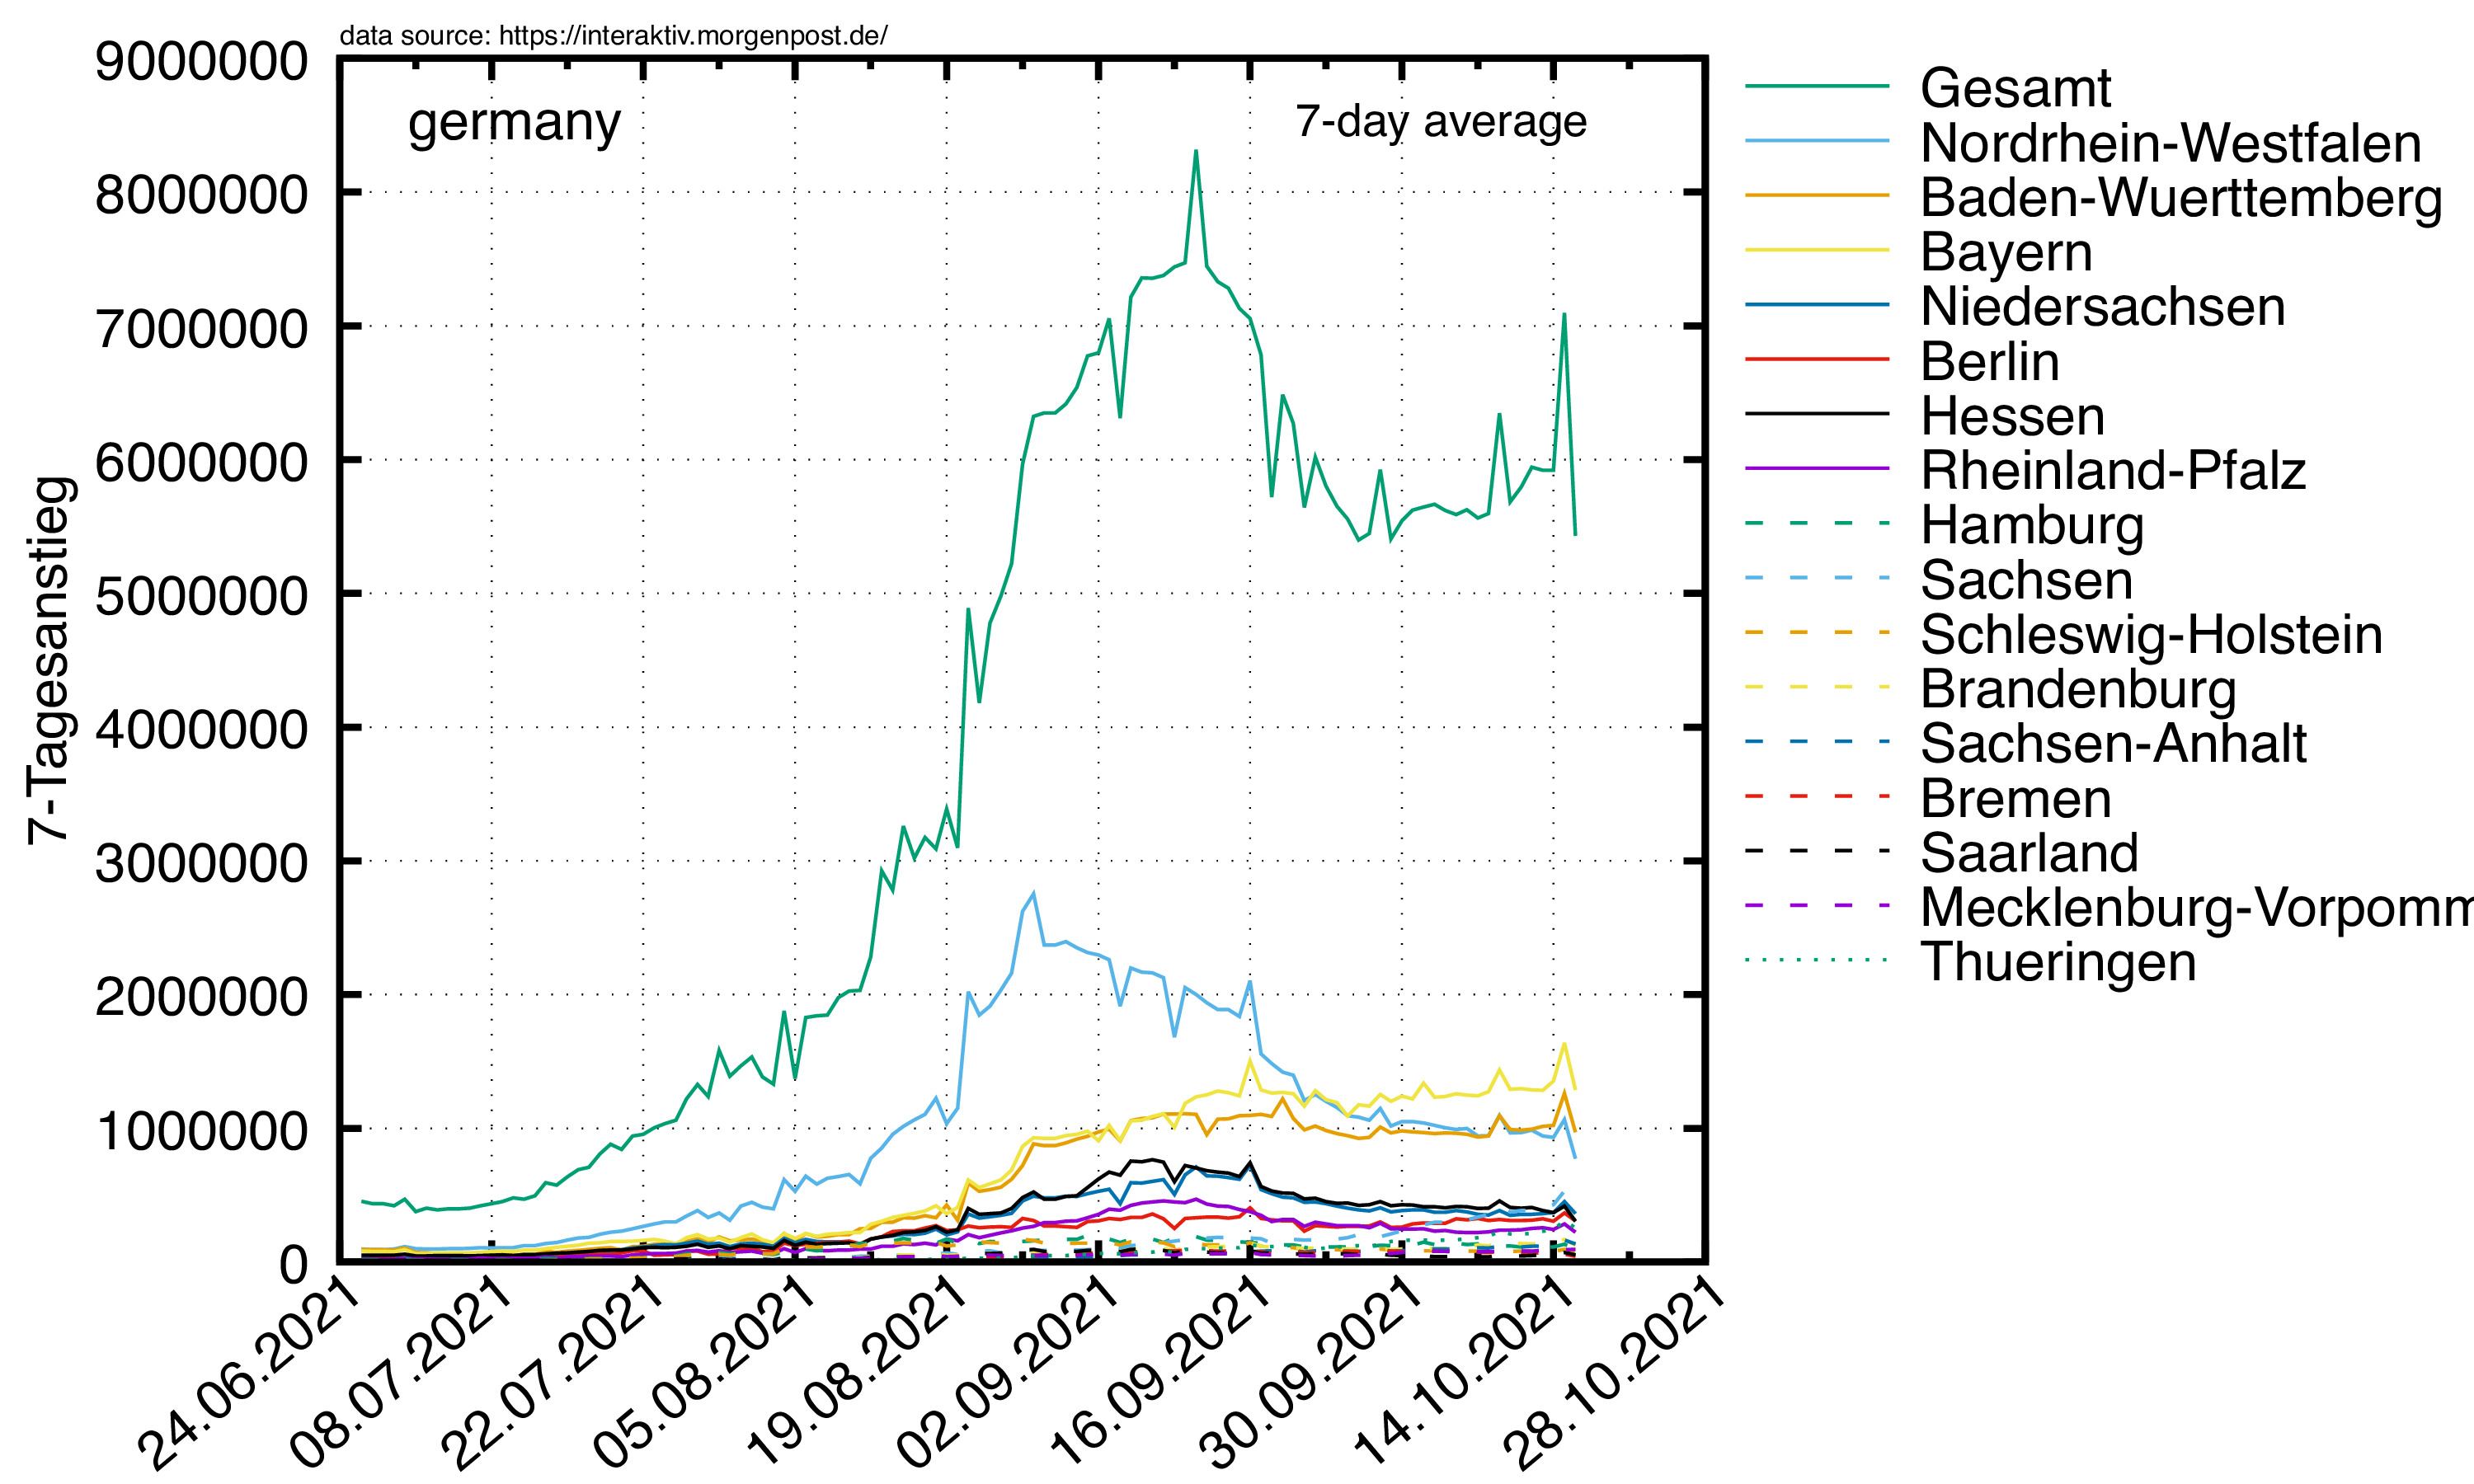 data source: https://interaktiv.morgenpost.de/
germany
7-day average
7-Tagesanstieg
9000000
8000000
7000000
6000000
5000000
4000000
3000000
2000000
1000000
0
24.06.2021
08.07.2021
22.07.2021
05.08.2021
19.08.2021
02.09.2021
16.09.2021
30.09.2021
14.10.2021
28.10.2021
Gesamt
Nordrhein-Westfalen
Baden-Wuerttemberg
Bayern
Niedersachsen
Berlin
Hessen
Rheinland-Pfalz
Hamburg
Sachsen
Schleswig-Holstein
Brandenburg
Sachsen-Anhalt
Bremen
Saarland
Mecklenburg-Vorpomm
Thueringen